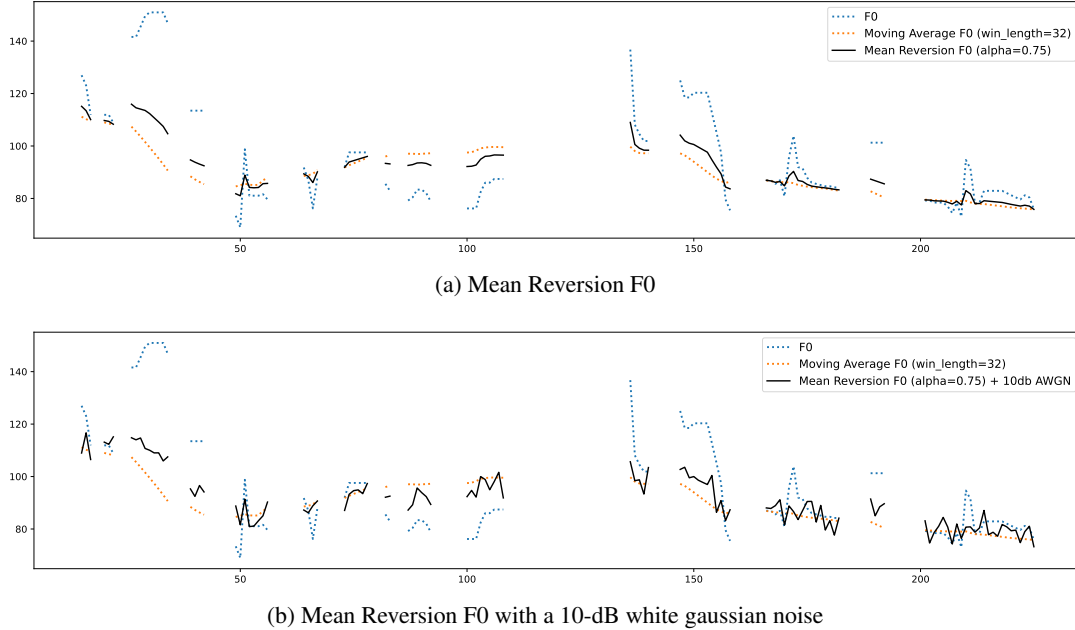 F0
Moving Average F0 (win_length=32)
Mean Reversion F0 (alpha=0.75)
140
120
100
80
50
100
150
200
(a) Mean Reversion F0
F0
Moving Average F0 (win_length=32)
Mean Reversion F0 (alpha=0.75) + 10db AWGN
140
120
100
80
50
100
150
200
(b) Mean Reversion F0 with a 10-dB white gaussian noise